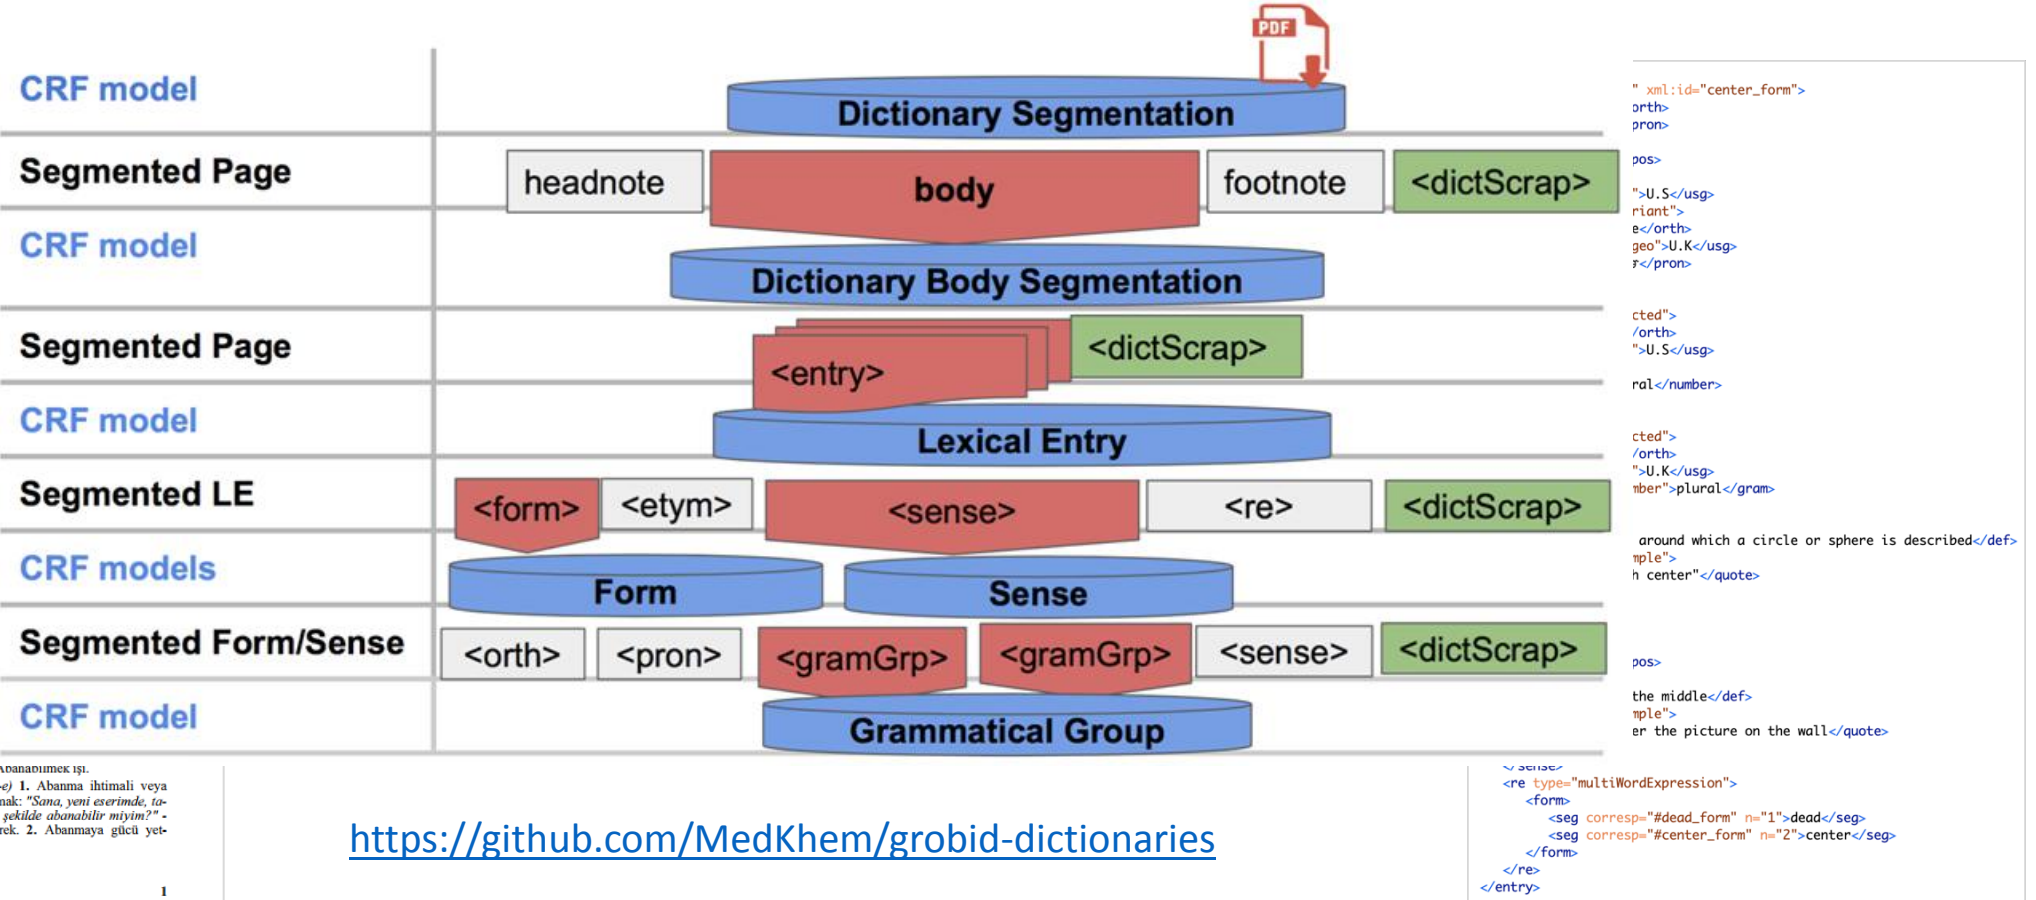 PDF
CRF model
Dictionary Segmentation
Segmented Page
headnote
body
footnote
<dictScrap>
CRF model
Dictionary Body Segmentation
Segmented Page
<entry>
<dictScrap>
CRF model
Lexical Entry
Segmented LE
<form>
<etym>
<sense>
<re>
<dictScrap>
CRF models
Form
Sense
Segmented Form/Sense
<orth>
<pron>
<gramGrp>
<gramGrp>
<sense>
<dictScrap>
CRF model
Grammatical Group
" xml:id="center_form">
orth>
pron>
pos>
">U.S</usg>
riant">
e</orth>
geo">U.K</usg>
</pron>
cted">
/orth>
">U.S</usg>
ral</number>
cted">
/orth>
">U.K</usg>
mber">plural</gram>
around which a circle or sphere is described</def>
mple">
h center"</quote>
pos>
the middle</def>
mple">
er the picture on the wall</quote>
</sense>
<re type="multiWordExpression">
<form>
<seg corresp="#dead_form" n="1">dead</seg>
<seg corresp="#center_form" n="2">center</seg>
</form>
</re>
</entry>
Abanabilmek işi.
-e) 1. Abanma ihtimali veya
nak: "Sana, yeni eserimde, ta-
şekilde abanabilir miyim?" -
rek. 2. Abanmaya gücü yet-
1
https://github.com/MedKhem/grobid-dictionaries